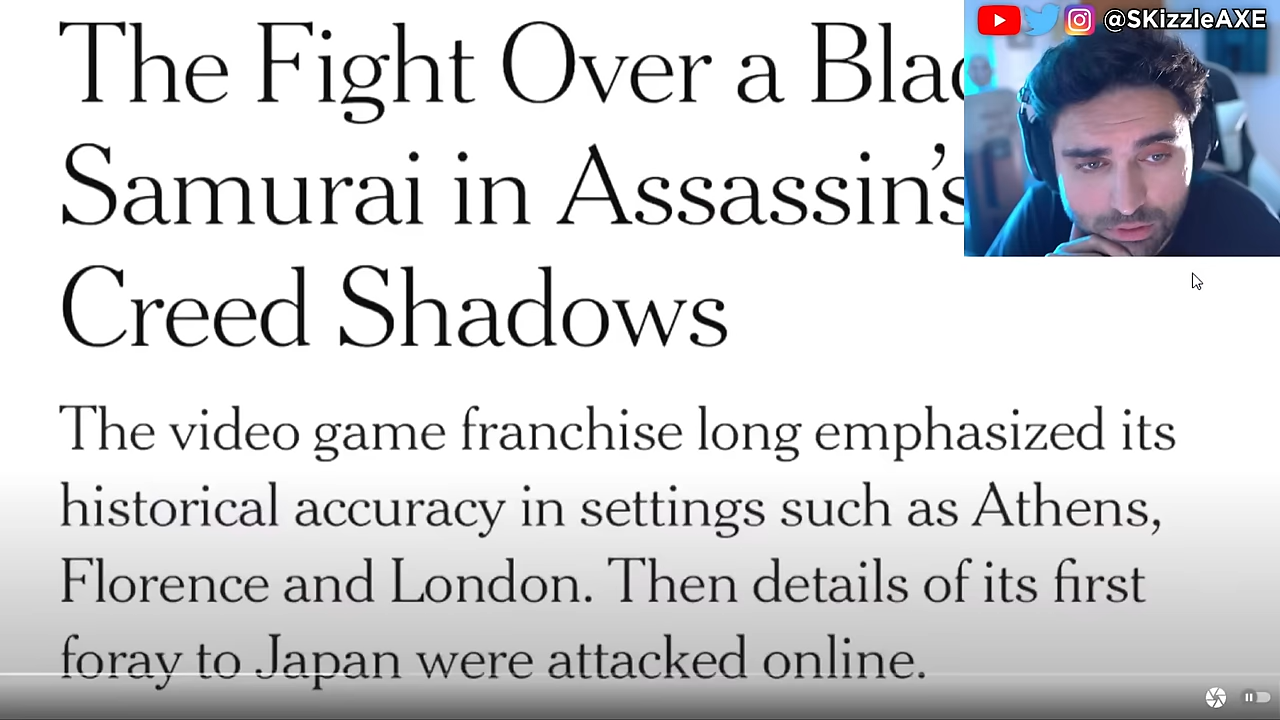 @SKizzleAXE
The Fight Over a
Samurai in Assassin's
Creed Shadows
The video game franchise long emphasized its
historical accuracy in settings such as Athens,
Florence and London. Then details of its first
foray to Japan were attacked online.